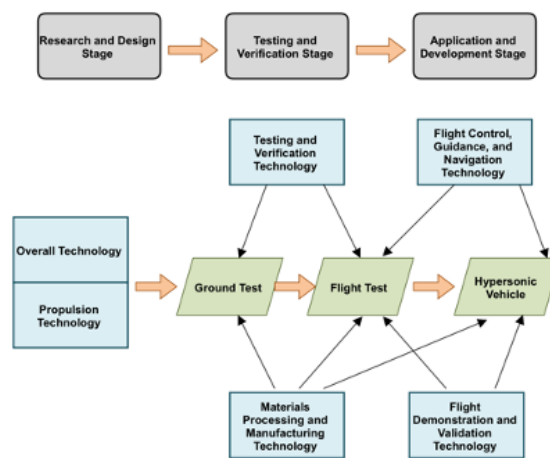 Research and Design
Stage
Testing and
Verification Stage
Application and
Development Stage
Testing and
Verification
Technology
Flight Control,
Guidance, and
Navigation
Technology
Overall Technology
Propulsion
Technology
Ground Test
Flight Test
Hypersonic
Vehicle
Materials
Processing and
Manufacturing
Technology
Flight
Demonstration and
Validation
Technology